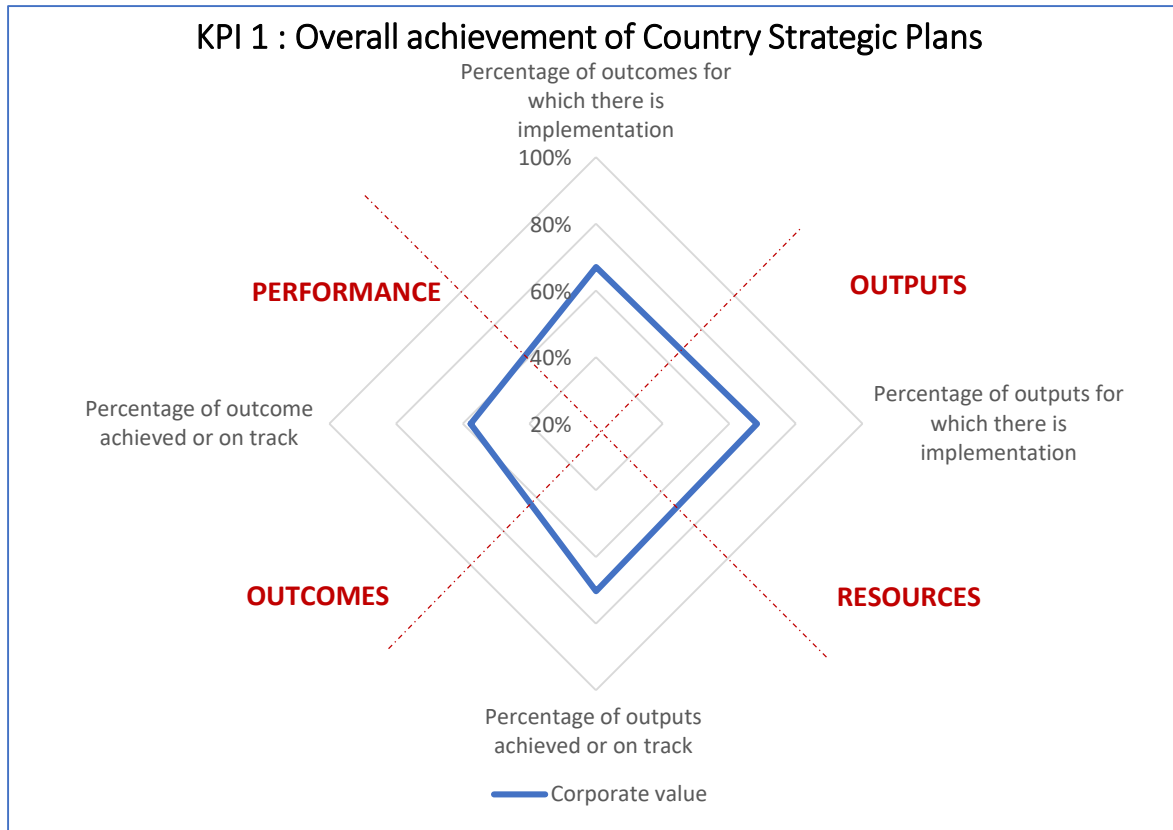 KPI 1 : Overall achievement of Country Strategic Plans
Percentage of outcomes for
which there is
implementation
100%
80%
60%
40%
20%
PERFORMANCE
OUTPUTS
Percentage of outcome
achieved or on track
Percentage of outputs for
which there is
implementation
OUTCOMES
RESOURCES
Percentage of outputs
achieved or on track
Corporate value